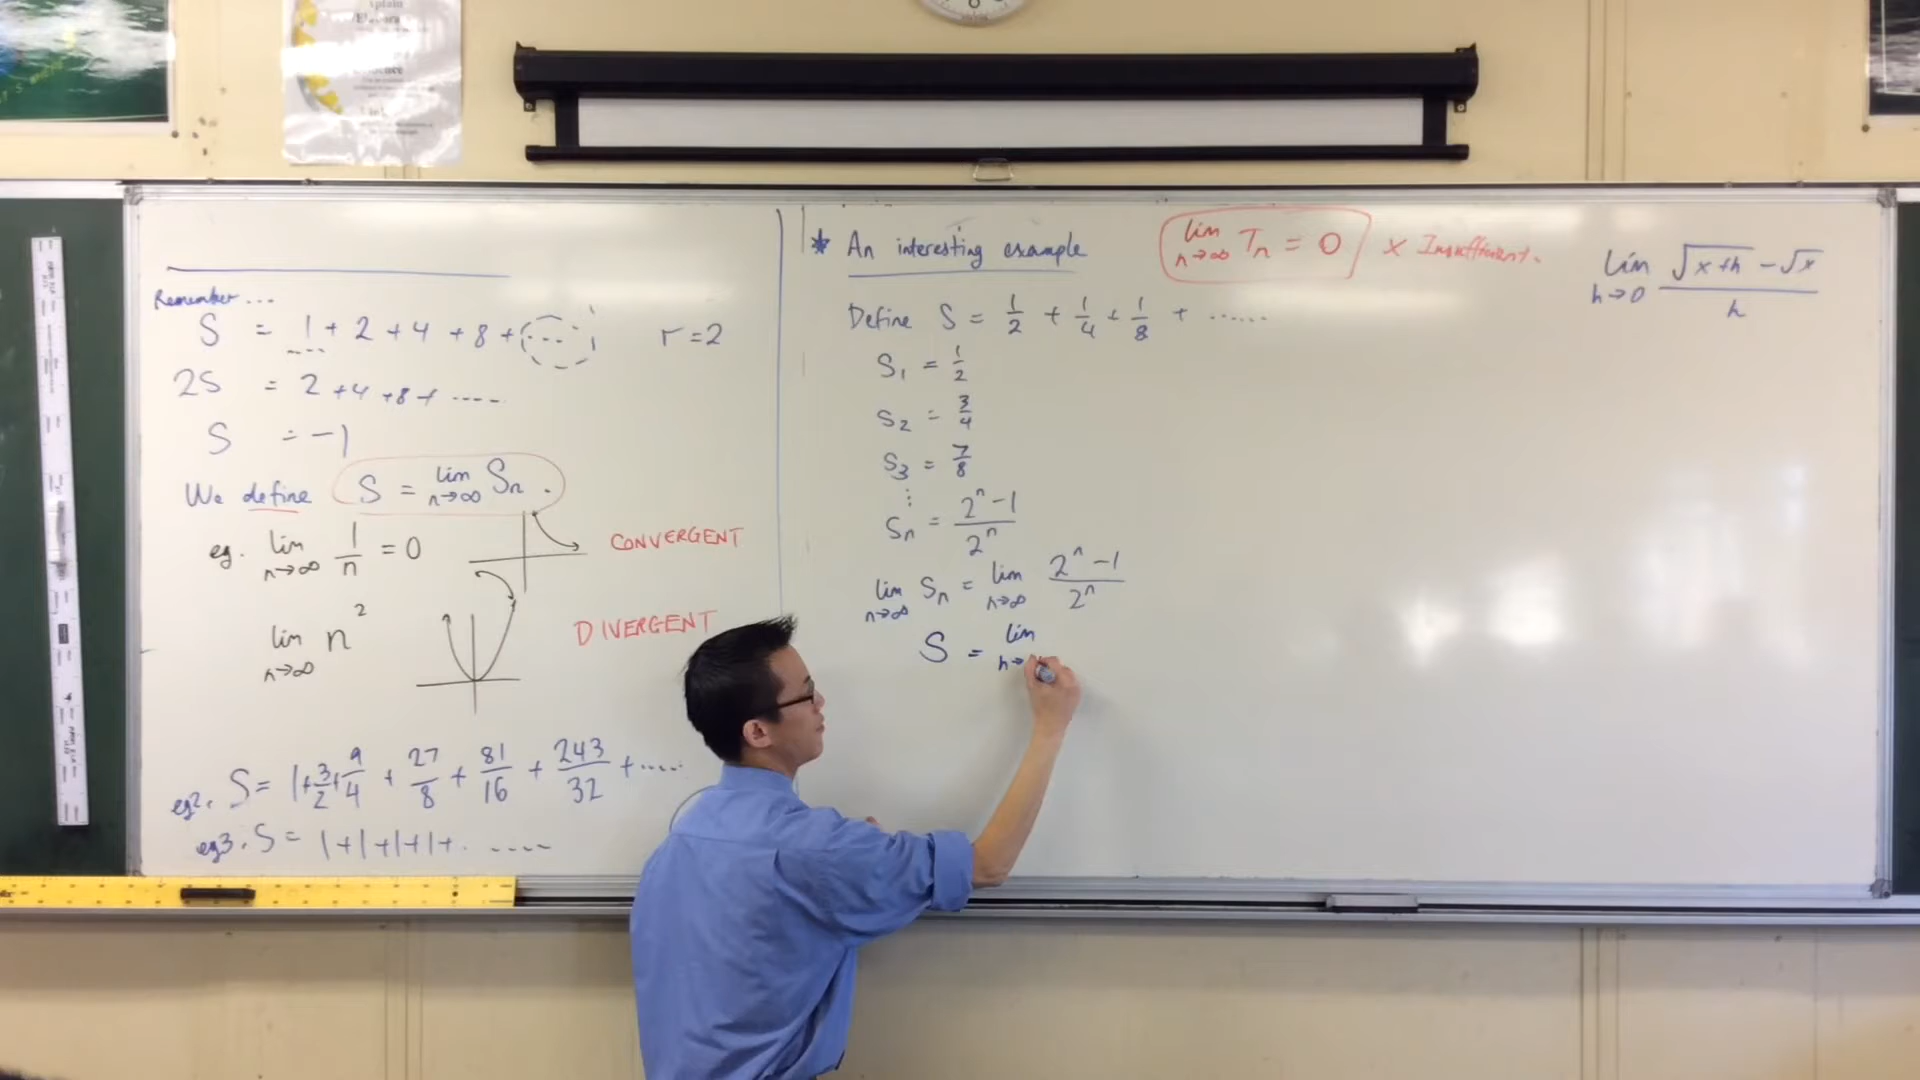 Remember...
S = 1 + 2 + 4 + 8 + ... r = 2
2S = 2 + 4 + 8 + .....
S = -1
We define S = lim n→∞ Sn.
eg. lim n→∞ 1/n = 0 CONVERGENT
lim n→∞ n² DIVERGENT
eg2. S = 1 + 3/2 + 9/4 + 27/8 + 81/16 + 243/32 + .....
eg3. S = 1+1+1+1+. ....
* An interesting example
lim n→∞ Tn = 0 × Insufficient.
Define S = 1/2 + 1/4 + 1/8 + ......
S₁ = 1/2
S₂ = 3/4
S₃ = 7/8
⋮
Sn = (2ⁿ-1)/2ⁿ
lim n→∞ Sn = lim n→∞ (2ⁿ-1)/2ⁿ
S = lim n→
lim h→0 (√x+h - √x)/h